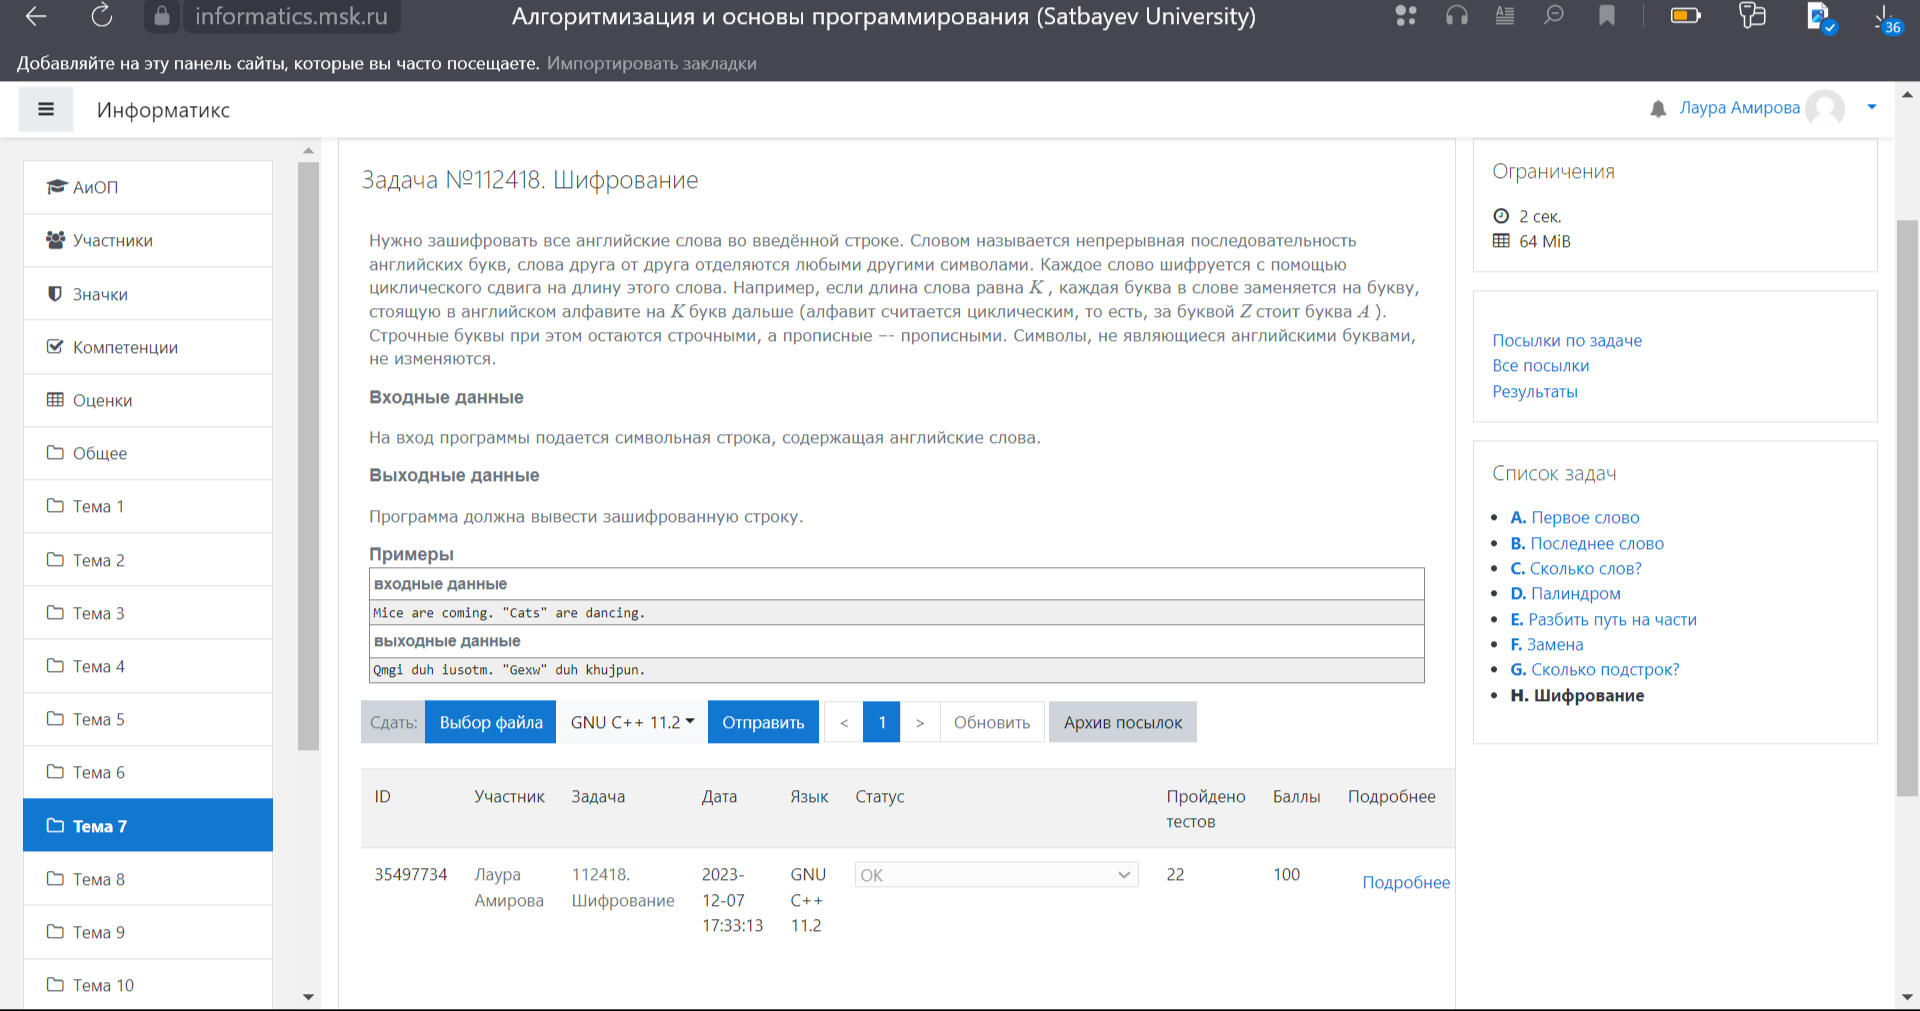 informatics.msk.ru
Алгоритмизация и основы программирования (Satbayev University)
36
Добавляйте на эту панель сайты, которые вы часто посещаете. Импортировать закладки
Информатикс
Лаура Амирова
АиОП
Участники
Значки
Компетенции
Оценки
Общее
Тема 1
Тема 2
Тема 3
Тема 4
Тема 5
Тема 6
Тема 7
Тема 8
Тема 9
Тема 10
Задача №112418. Шифрование
Нужно зашифровать все английские слова во введённой строке. Словом называется непрерывная последовательность
английских букв, слова друга от друга отделяются любыми другими символами. Каждое слово шифруется с помощью
циклического сдвига на длину этого слова. Например, если длина слова равна K , каждая буква в слове заменяется на букву,
стоящую в английском алфавите на K букв дальше (алфавит считается циклическим, то есть, за буквой Z стоит буква A ).
Строчные буквы при этом остаются строчными, а прописные –- прописными. Символы, не являющиеся английскими буквами,
не изменяются.
Входные данные
На вход программы подается символьная строка, содержащая английские слова.
Выходные данные
Программа должна вывести зашифрованную строку.
Примеры
входные данные
Mice are coming. "Cats" are dancing.
выходные данные
Qmgi duh iusotm. "Gexw" duh khujpun.
Сдать: Выбор файла GNU C++ 11.2 Отправить < 1 > Обновить Архив посылок
ID Участник Задача Дата Язык Статус Пройдено Баллы Подробнее
тестов
35497734 Лаура 112418. 2023- GNU OK 22 100 Подробнее
Амирова Шифрование 12-07 C++
17:33:13 11.2
Ограничения
2 сек.
64 MiB
Посылки по задаче
Все посылки
Результаты
Список задач
A. Первое слово
B. Последнее слово
C. Сколько слов?
D. Палиндром
E. Разбить путь на части
F. Замена
G. Сколько подстрок?
H. Шифрование